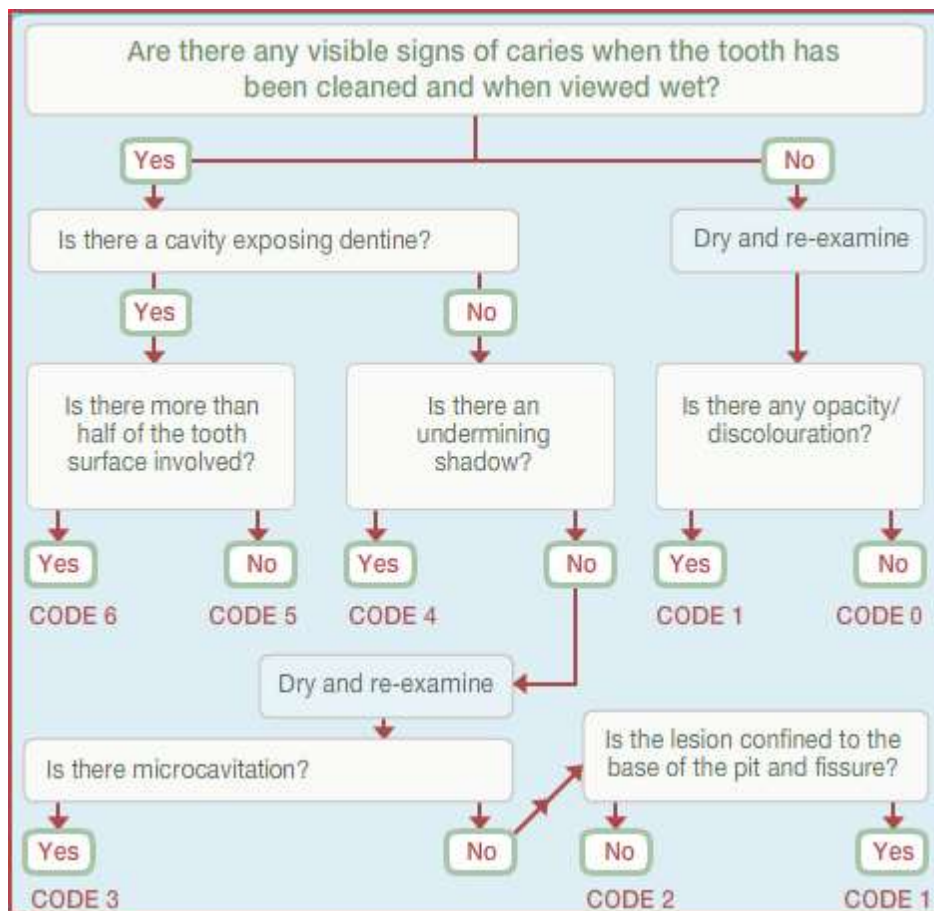 Are there any visible signs of caries when the tooth has
been cleaned and when viewed wet?
Yes
No
Is there a cavity exposing dentine?
Dry and re-examine
Yes
No
Is there more than
half of the tooth
surface involved?
Is there an
undermining
shadow?
Is there any opacity/
discolouration?
Yes
No
Yes
No
Yes
No
CODE 6
CODE 5
CODE 4
CODE 1
CODE 0
Dry and re-examine
Is there microcavitation?
Is the lesion confined to the
base of the pit and fissure?
Yes
No
No
Yes
CODE 3
CODE 2
CODE 1